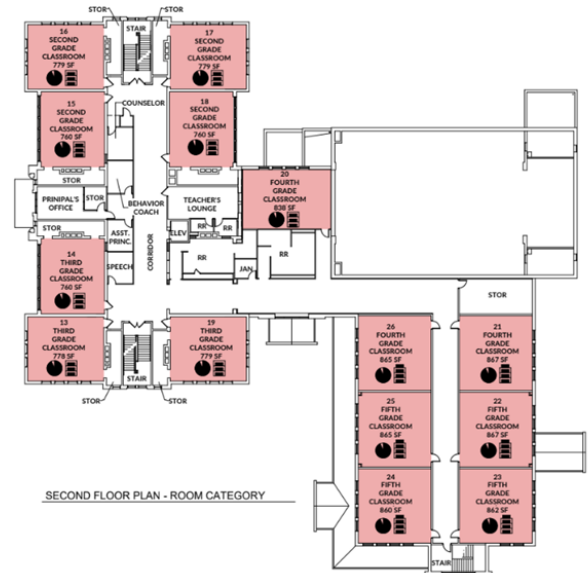 STOR
STOR
STAIR
16
SECOND
GRADE
CLASSROOM
779 SF
17
SECOND
GRADE
CLASSROOM
779 SF
COUNSELOR
15
SECOND
GRADE
CLASSROOM
760 SF
18
SECOND
GRADE
CLASSROOM
760 SF
STOR
PRINIPAL'S
OFFICE
STOR
BEHAVIOR
COACH
TEACHER'S
LOUNGE
20
FOURTH
GRADE
CLASSROOM
838 SF
STOR
ASST.
PRINC.
CORRIDOR
ELEV
RR
RR
SPEECH
RR
JAN.
RR
14
THIRD
GRADE
CLASSROOM
760 SF
STOR
13
THIRD
GRADE
CLASSROOM
778 SF
19
THIRD
GRADE
CLASSROOM
779 SF
STAIR
STOR
STOR
26
FOURTH
GRADE
CLASSROOM
865 SF
21
FOURTH
GRADE
CLASSROOM
867 SF
25
FIFTH
GRADE
CLASSROOM
865 SF
22
FIFTH
GRADE
CLASSROOM
867 SF
24
FIFTH
GRADE
CLASSROOM
860 SF
23
FIFTH
GRADE
CLASSROOM
862 SF
STAIR
SECOND FLOOR PLAN - ROOM CATEGORY